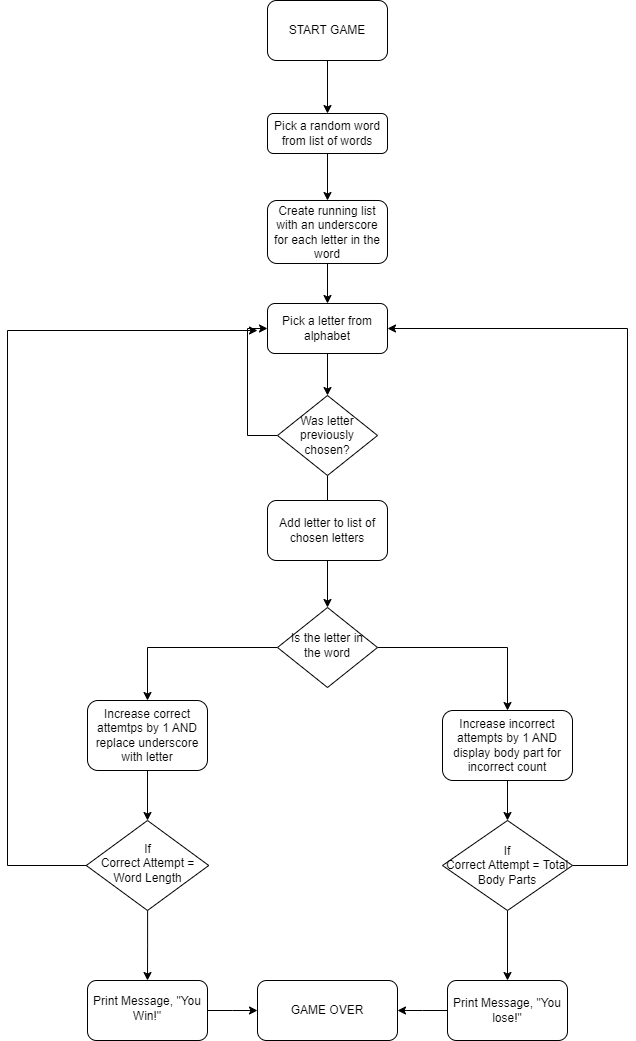 START GAME
Pick a random word
from list of words
Create running list
with an underscore
for each letter in the
word
Pick a letter from
alphabet
Was letter
previously
chosen?
Add letter to list of
chosen letters
Is the letter in
the word
Increase correct
attemtps by 1 AND
replace underscore
with letter
Increase incorrect
attempts by 1 AND
display body part for
incorrect count
If
Correct Attempt =
Word Length
If
Correct Attempt = Total
Body Parts
Print Message, "You
Win!"
GAME OVER
Print Message, "You
lose!"